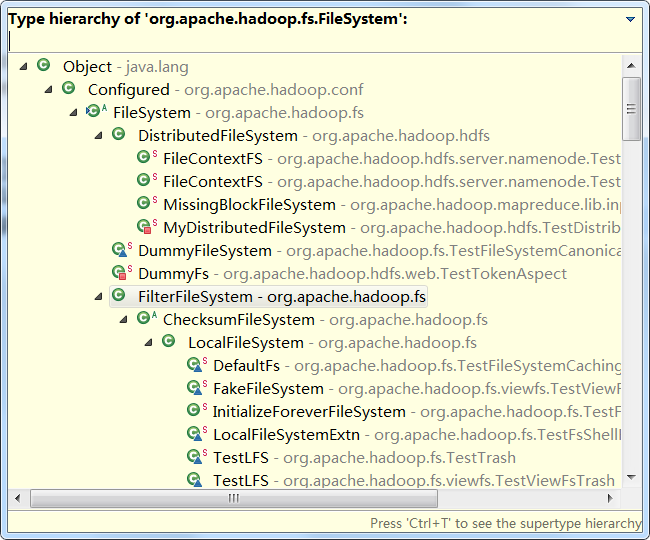 Type hierarchy of 'org.apache.hadoop.fs.FileSystem':
Object - java.lang
Configured - org.apache.hadoop.conf
A FileSystem - org.apache.hadoop.fs
DistributedFileSystem - org.apache.hadoop.hdfs
S FileContextFS - org.apache.hadoop.hdfs.server.namenode.Test
S FileContextFS - org.apache.hadoop.hdfs.server.namenode.Test
S MissingBlockFileSystem - org.apache.hadoop.mapreduce.lib.inp
S MyDistributedFileSystem - org.apache.hadoop.hdfs.TestDistrib
S DummyFileSystem - org.apache.hadoop.fs.TestFileSystemCanonica
S DummyFs - org.apache.hadoop.hdfs.web.TestTokenAspect
FilterFileSystem - org.apache.hadoop.fs
A ChecksumFileSystem - org.apache.hadoop.fs
LocalFileSystem - org.apache.hadoop.fs
S DefaultFs - org.apache.hadoop.fs.TestFileSystemCaching
S FakeFileSystem - org.apache.hadoop.fs.viewfs.TestViewF
S InitializeForeverFileSystem - org.apache.hadoop.fs.TestF
S LocalFileSystemExtn - org.apache.hadoop.fs.TestFsShell
S TestLFS - org.apache.hadoop.fs.TestTrash
S TestLFS - org.apache.hadoop.fs.viewfs.TestViewFsTrash
Press 'Ctrl+T' to see the supertype hierarchy